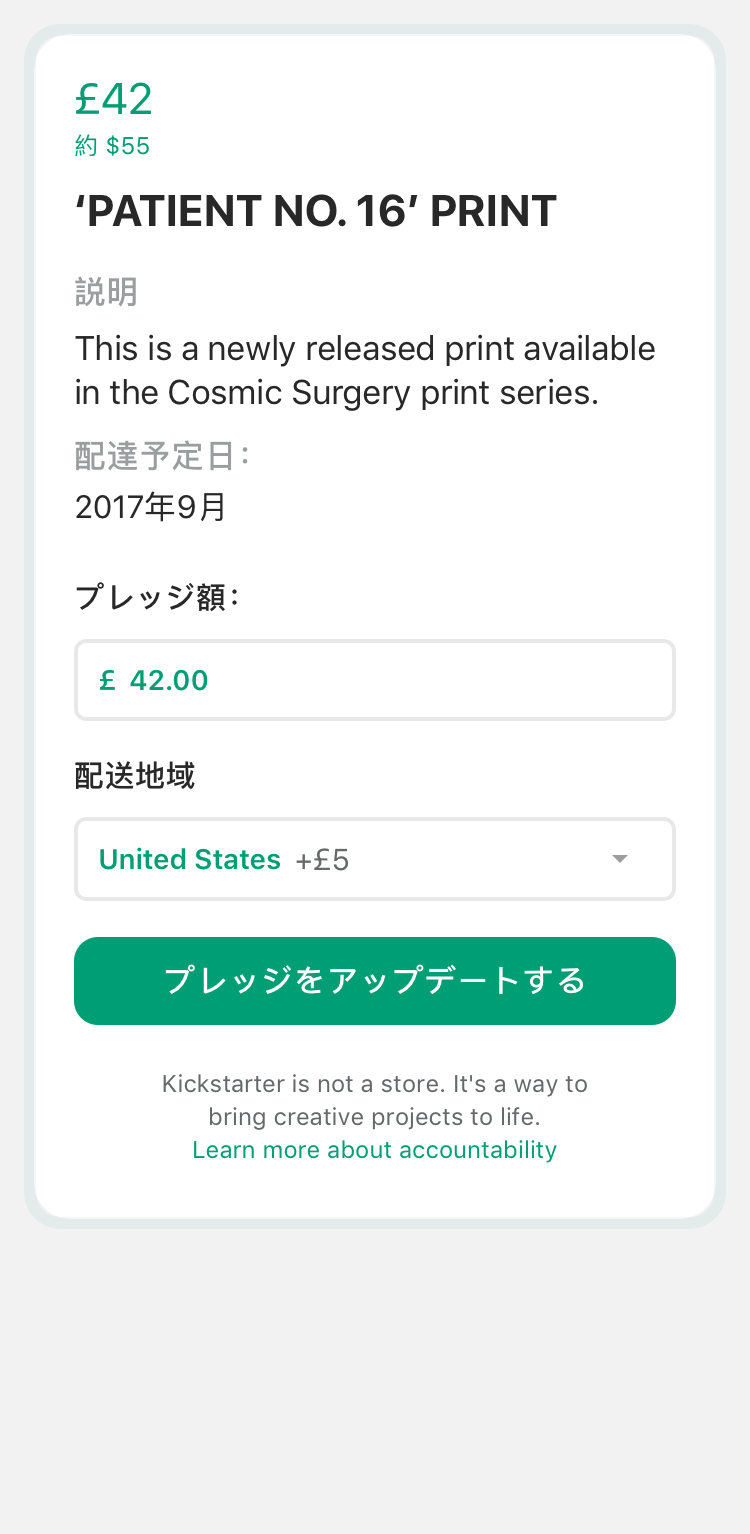 £42
約 $55
‘PATIENT NO. 16’ PRINT
説明
This is a newly released print available
in the Cosmic Surgery print series.
配達予定日：
2017年9月
プレッジ額：
£ 42.00
配送地域
United States +£5
プレッジをアップデートする
Kickstarter is not a store. It's a way to
bring creative projects to life.
Learn more about accountability